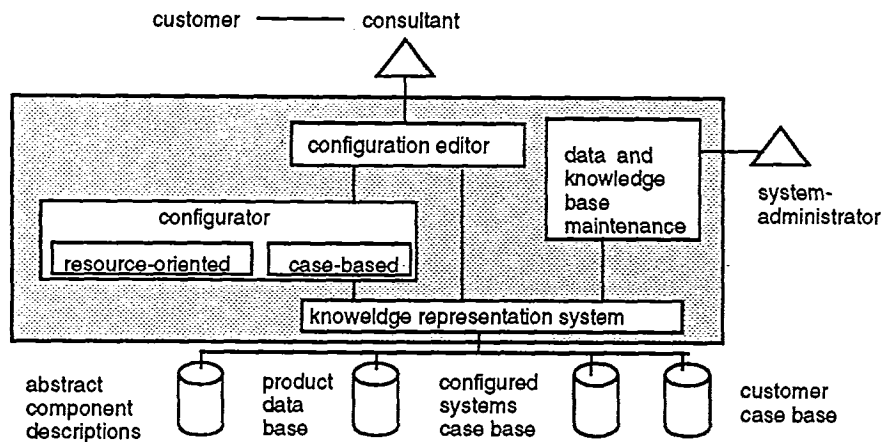 customer consultant
configuration editor
data and
knowledge
base
maintenance
system-
administrator
configurator
resource-oriented case-based
knoweldge representation system
abstract
component
descriptions
product
data
base
configured
systems
case base
customer
case base